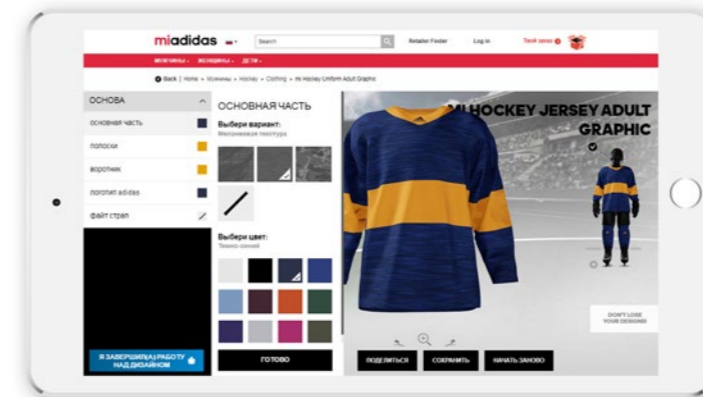 miadidas
Search
Retailer Finder
Log in
МУЖЧИНЫ
ЖЕНЩИНЫ
ДЕТИ
Back | Home » Мужчины » Hockey » Clothing » mi Hockey Uniform Adult Graphic
ОСНОВА
основная часть
полоски
воротник
логотип adidas
файт страп
Я ЗАВЕРШИЛ(А) РАБОТУ
НАД ДИЗАЙНОМ
ОСНОВНАЯ ЧАСТЬ
Выбери вариант:
Меланжевая текстура
Выбери цвет:
Темно-синий
ГОТОВО
MI HOCKEY JERSEY ADULT
GRAPHIC
DON'T LOSE
YOUR DESIGNS!
ПОДЕЛИТЬСЯ
СОХРАНИТЬ
НАЧАТЬ ЗАНОВО